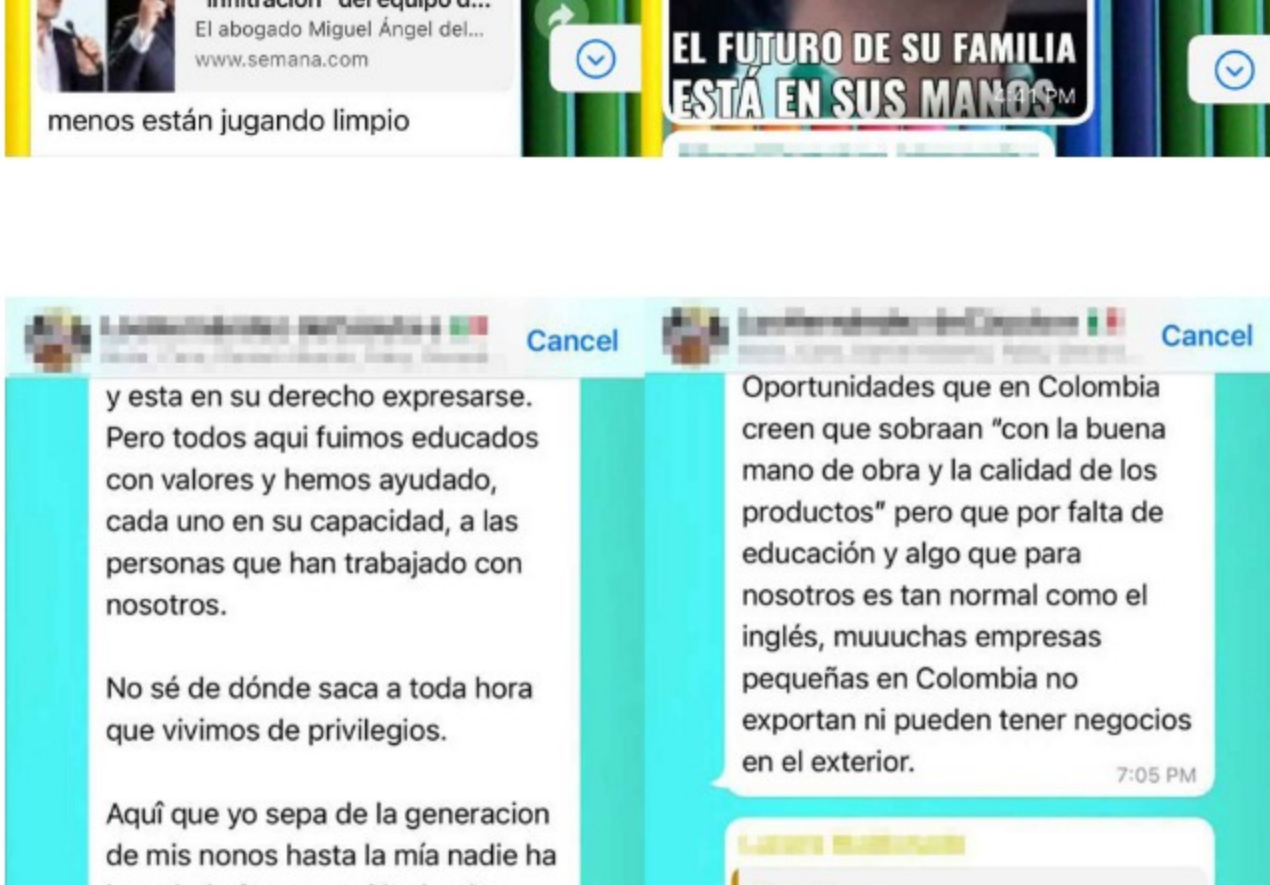 "Infiltración" del equipo d...
El abogado Miguel Ángel del...
www.semana.com
menos están jugando limpio
EL FUTURO DE SU FAMILIA
ESTÁ EN SUS MANOS
4:41 PM
Cancel
y esta en su derecho expresarse.
Pero todos aqui fuimos educados
con valores y hemos ayudado,
cada uno en su capacidad, a las
personas que han trabajado con
nosotros.
No sé de dónde saca a toda hora
que vivimos de privilegios.
Aquî que yo sepa de la generacion
de mis nonos hasta la mía nadie ha
Cancel
Oportunidades que en Colombia
creen que sobraan "con la buena
mano de obra y la calidad de los
productos" pero que por falta de
educación y algo que para
nosotros es tan normal como el
inglés, muuuchas empresas
pequeñas en Colombia no
exportan ni pueden tener negocios
en el exterior.
7:05 PM